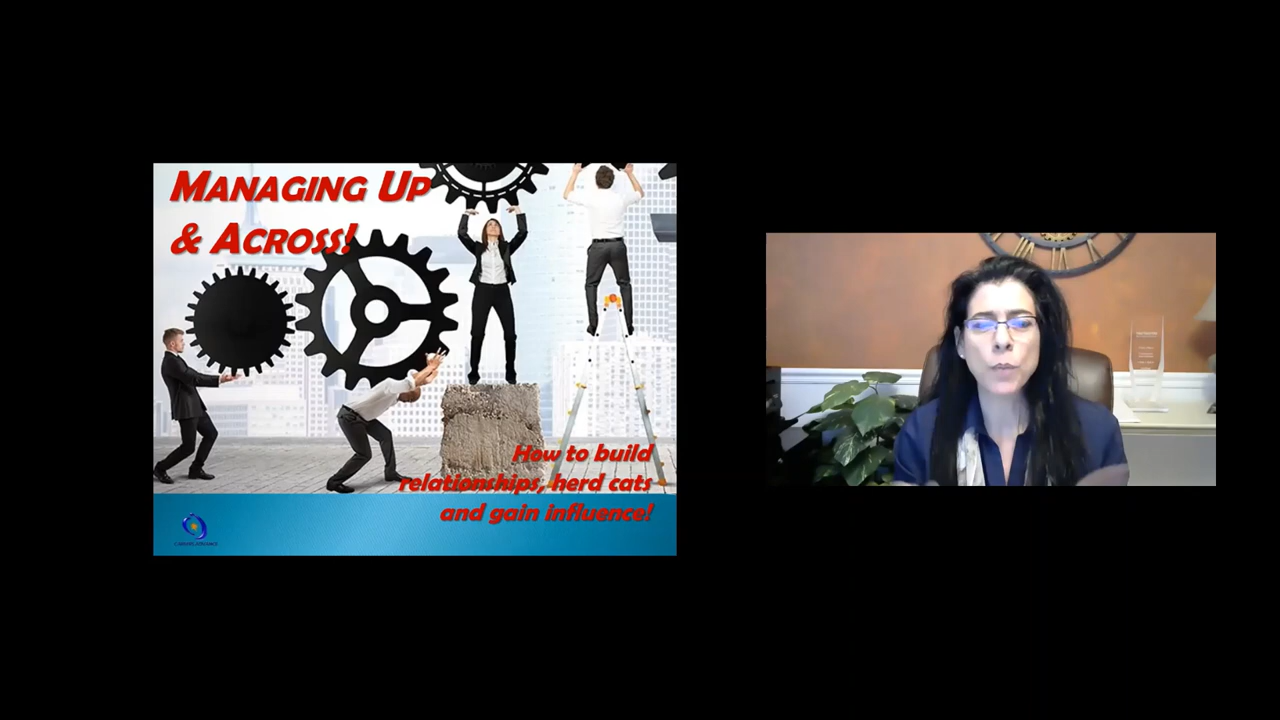 MANAGING UP
& ACROSS!
How to build
relationships, herd cats
and gain influence!